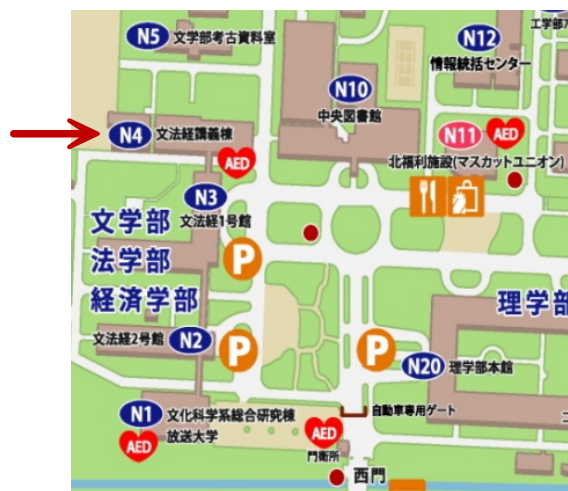 N5 文学部考古資料室
N12
情報統括センター
N10
中央図書館
N4 文法経講義棟
N11 AED
北福利施設(マスカットユニオン)
AED
N3
文法経1号館
文学部
法学部
経済学部
P
理学部
文法経2号館 N2
P
P
N20 理学部本館
N1 文化科学系総合研究棟
放送大学
AED
自動車専用ゲート
AED
門衛所
西門